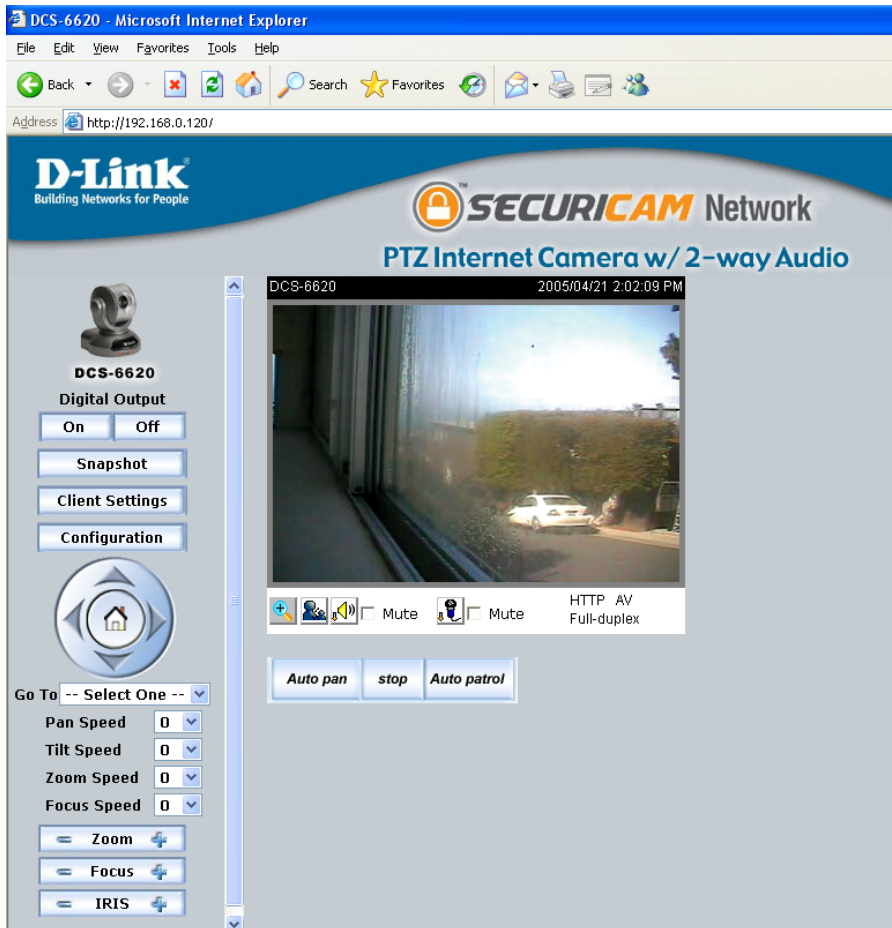 DCS-6620 - Microsoft Internet Explorer
File Edit View Favorites Tools Help
Back Search Favorites
Address http://192.168.0.120/
D-Link®
Building Networks for People
SECURICAM™ Network
PTZ Internet Camera w/ 2-way Audio
DCS-6620
Digital Output
On Off
Snapshot
Client Settings
Configuration
Go To -- Select One --
Pan Speed 0
Tilt Speed 0
Zoom Speed 0
Focus Speed 0
Zoom
Focus
IRIS
DCS-6620 2005/04/21 2:02:09 PM
Mute Mute HTTP AV
Full-duplex
Auto pan stop Auto patrol